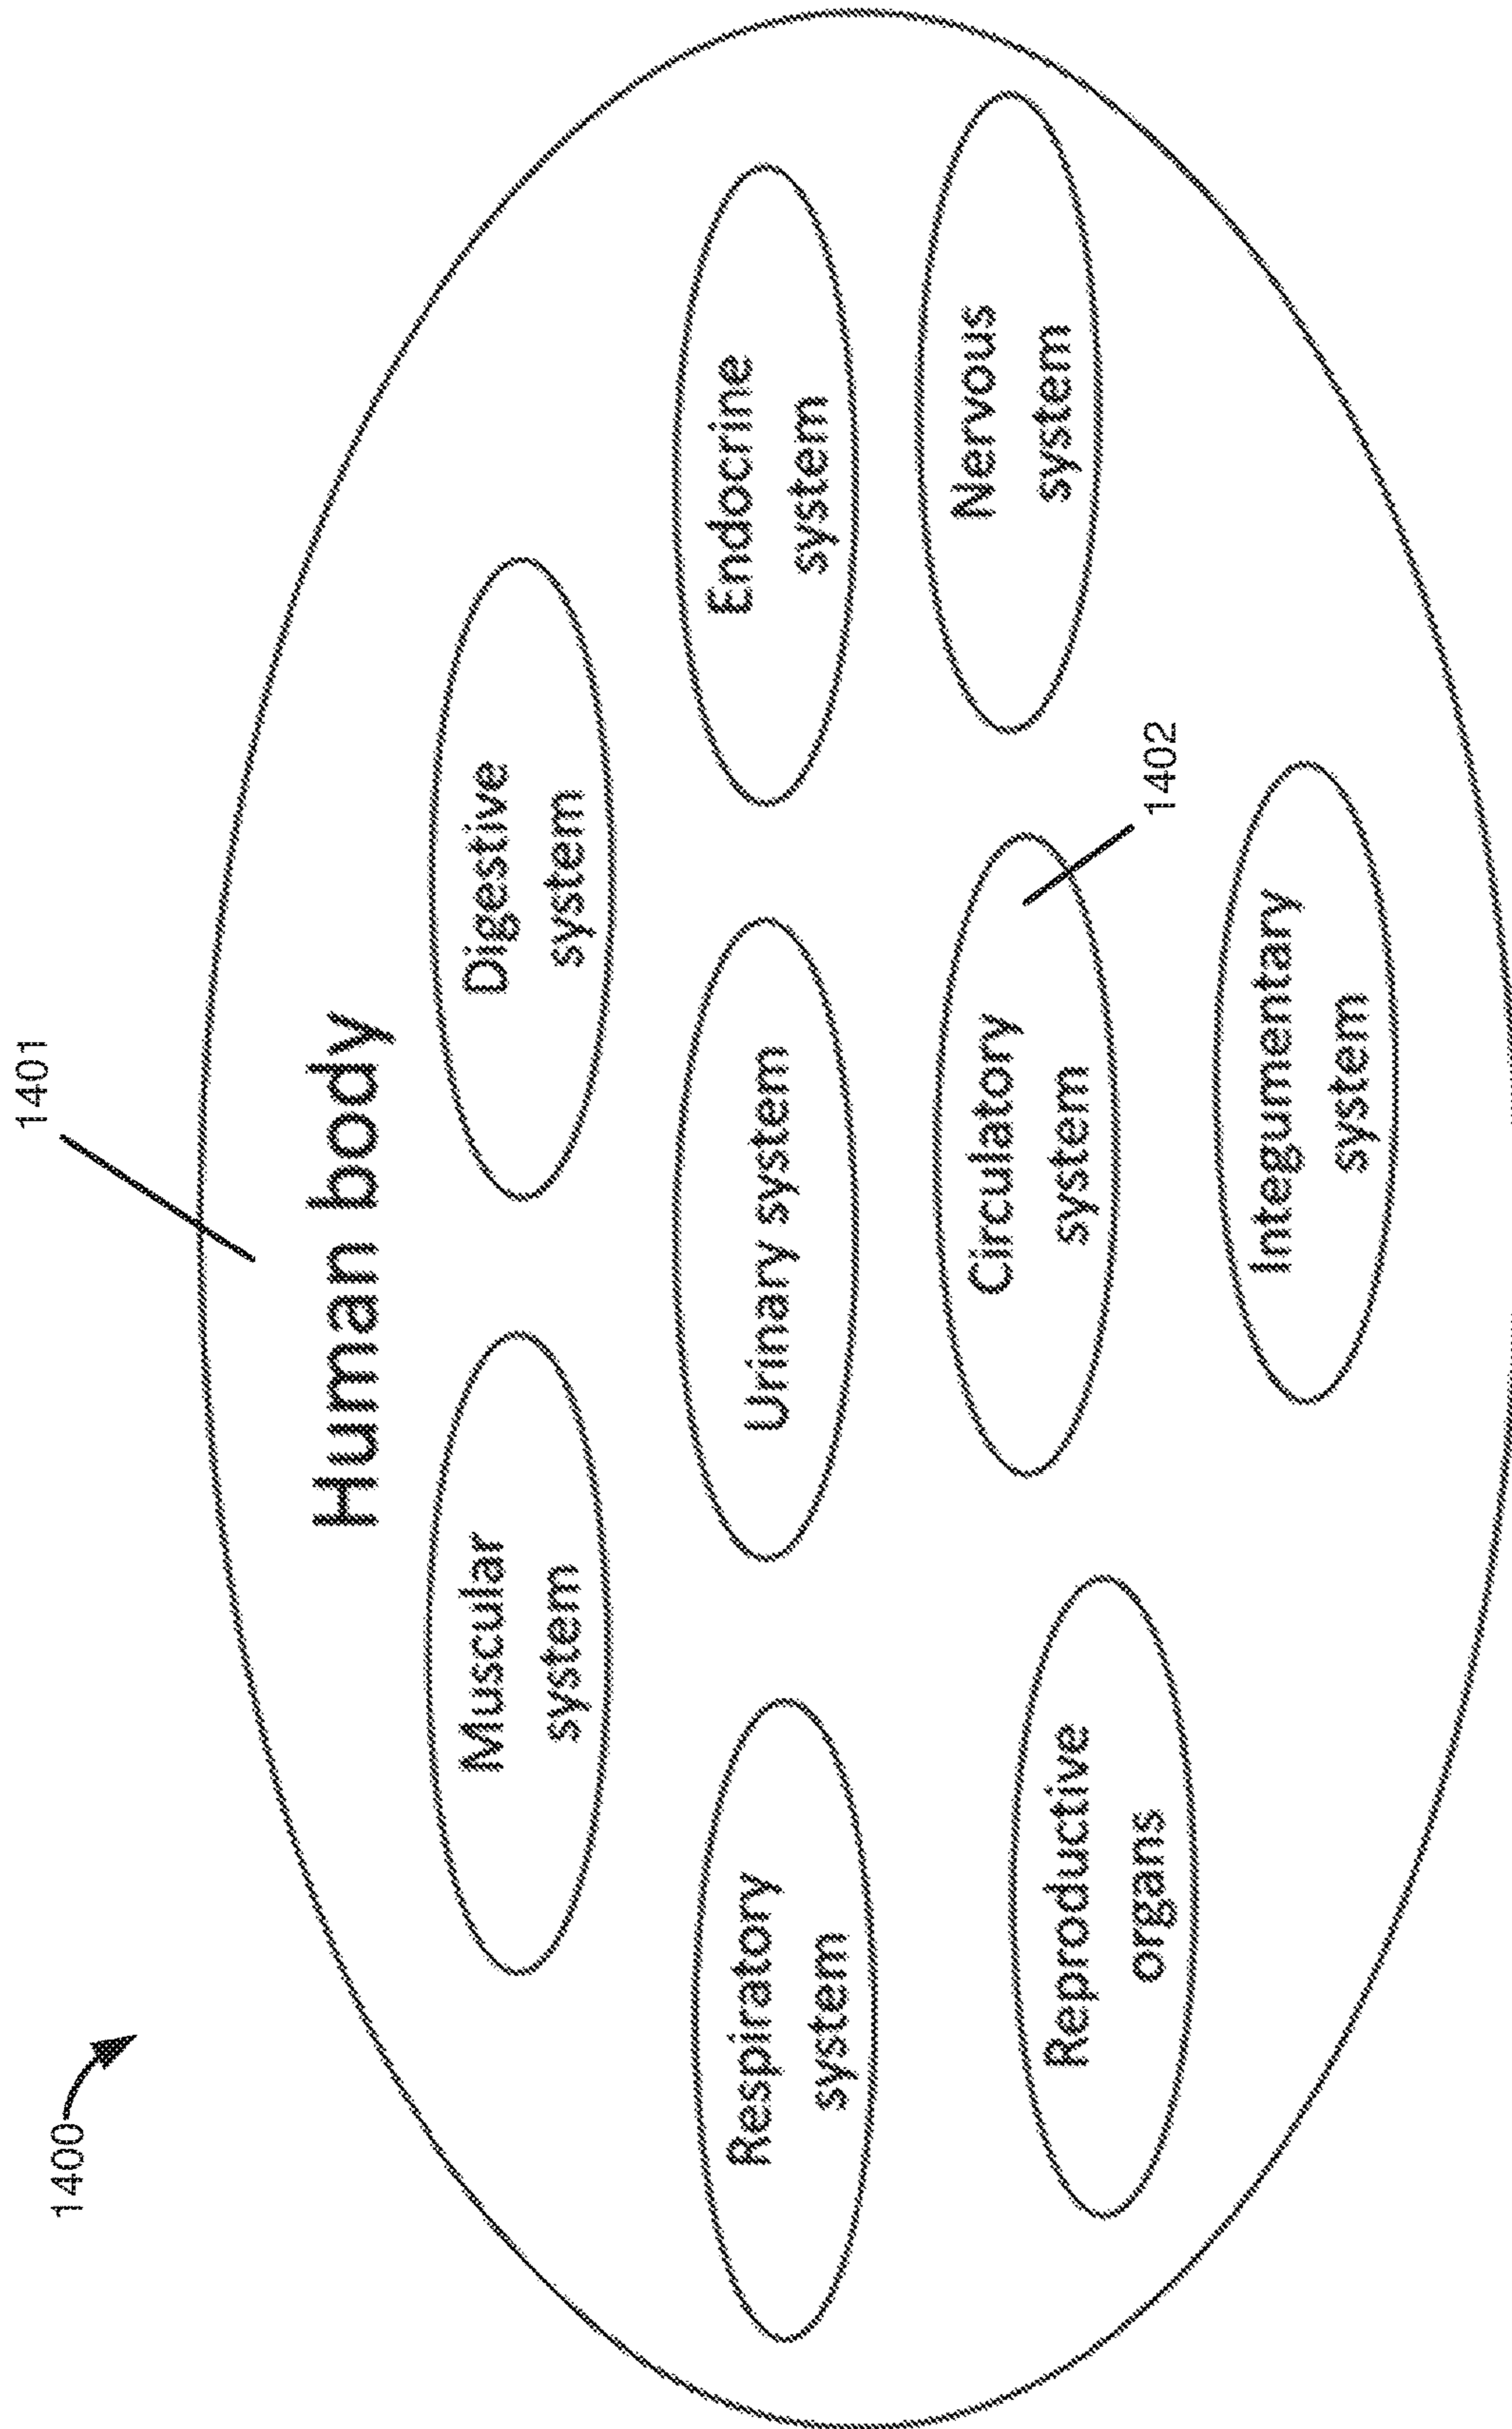 1400
1401
Human body
Muscular
system
Digestive
system
Respiratory
system
Urinary system
Endocrine
system
Reproductive
organs
Circulatory
system
1402
Nervous
system
Integumentary
system